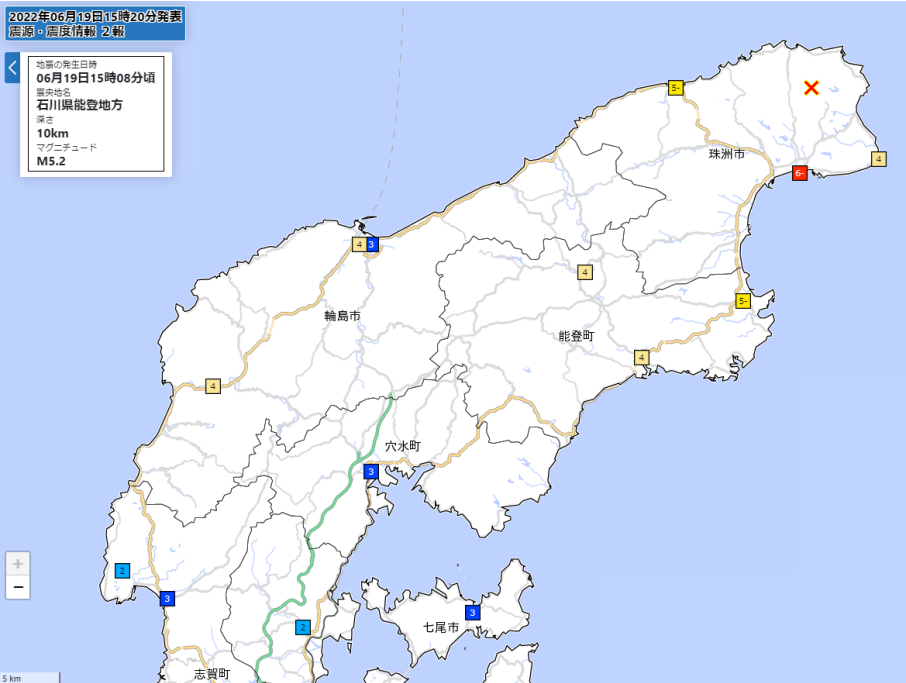 2022年06月19日15時20分発表
震源・震度情報 2報
地震の発生日時
06月19日15時08分頃
震央地名
石川県能登地方
深さ
10km
マグニチュード
M5.2
5-
珠洲市
4
6-
4
3
4
5-
輪島市
能登町
4
4
穴水町
3
2
3
3
2
七尾市
志賀町
+
−
5 km